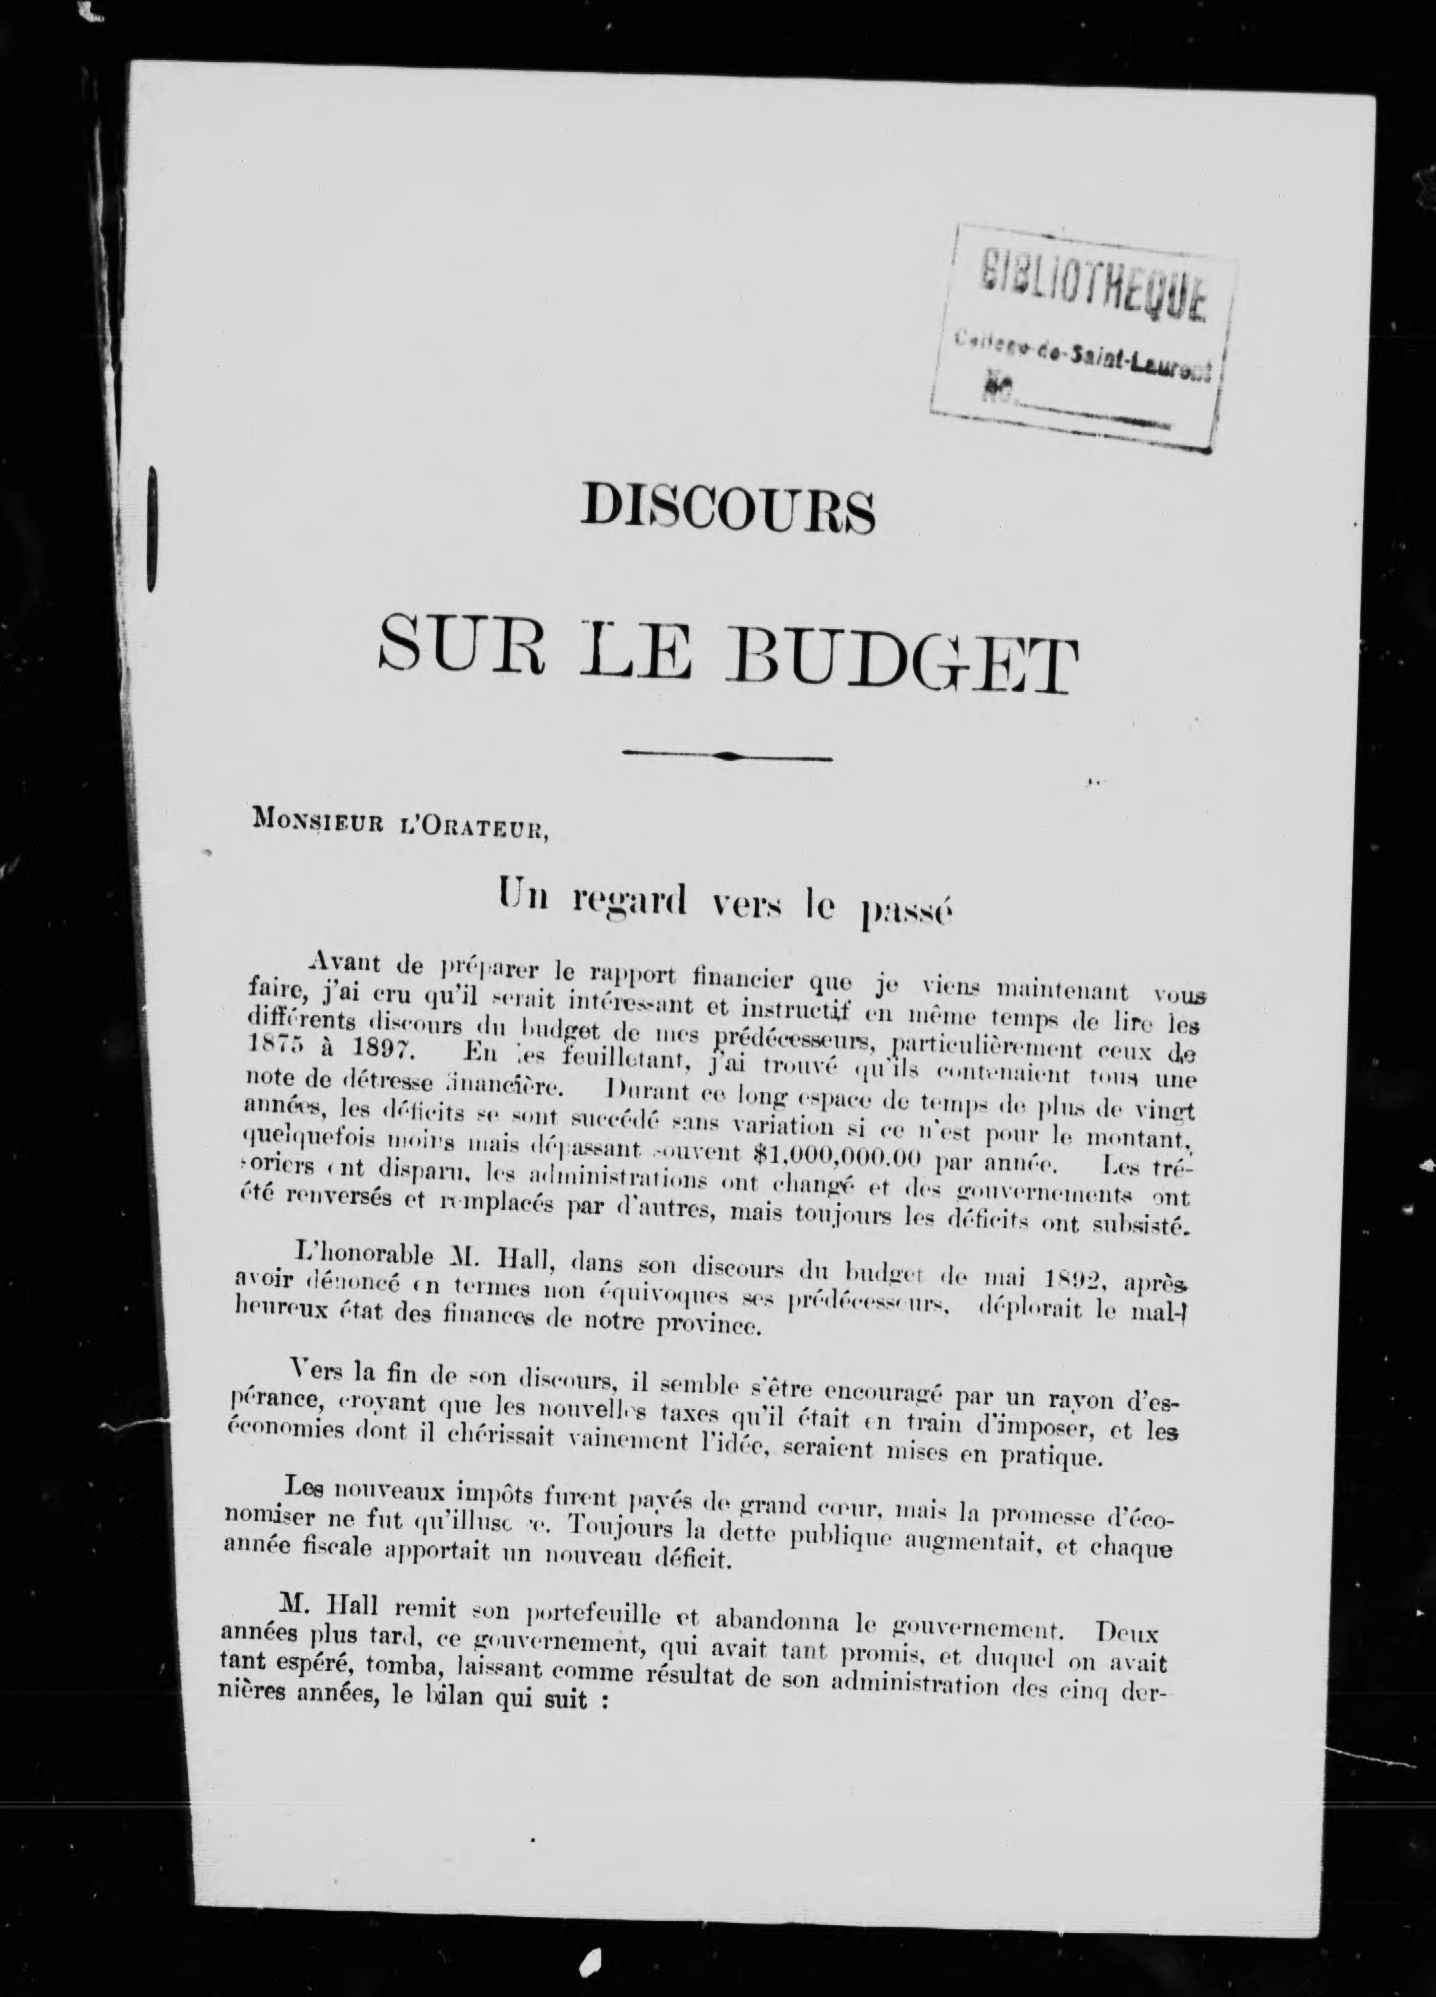 BIBLIOTHEQUE
College-de-Saint-Laurent
No.
DISCOURS
SUR LE BUDGET
MONSIEUR L'ORATEUR,
Un regard vers le passé
Avant de préparer le rapport financier que je viens maintenant vous
faire, j'ai cru qu'il serait intéressant et instructif en même temps de lire les
différents discours du budget de mes prédécesseurs, particulièrement ceux de
1875 à 1897. En les feuilletant, j'ai trouvé qu'ils contenaient tous une
note de détresse financière. Durant ce long espace de temps de plus de vingt
années, les déficits se sont succédé sans variation si ce n'est pour le montant,
quelquefois moins mais dépassant souvent $1,000,000.00 par année. Les tré-
soriers ont disparu, les administrations ont changé et des gouvernements ont
été renversés et remplacés par d'autres, mais toujours les déficits ont subsisté.
L'honorable M. Hall, dans son discours du budget de mai 1892, après
avoir dénoncé en termes non équivoques ses prédécesseurs, déplorait le mal-
heureux état des finances de notre province.
Vers la fin de son discours, il semble s'être encouragé par un rayon d'es-
pérance, croyant que les nouvelles taxes qu'il était en train d'imposer, et les
économies dont il chérissait vainement l'idée, seraient mises en pratique.
Les nouveaux impôts furent payés de grand cœur, mais la promesse d'éco-
nomiser ne fut qu'illusoire. Toujours la dette publique augmentait, et chaque
année fiscale apportait un nouveau déficit.
M. Hall remit son portefeuille et abandonna le gouvernement. Deux
années plus tard, ce gouvernement, qui avait tant promis, et duquel on avait
tant espéré, tomba, laissant comme résultat de son administration des cinq der-
nières années, le bilan qui suit :